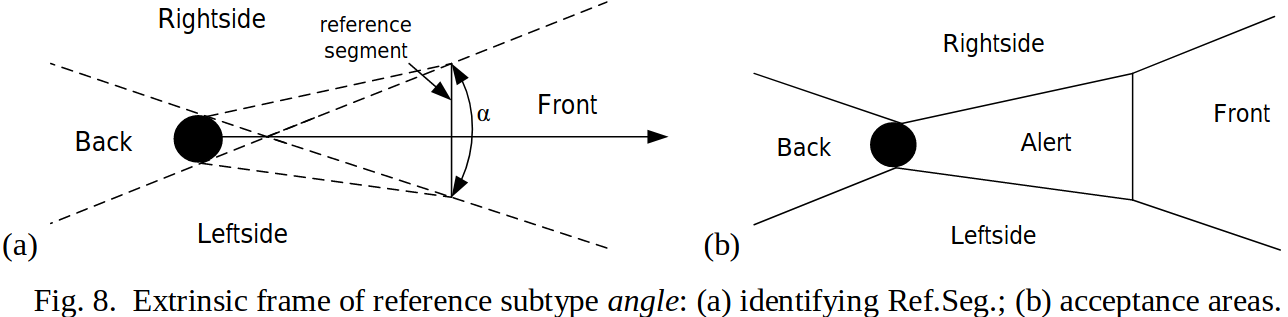 Rightside
reference
segment
α
Front
Back
Leftside
(a)
Rightside
Front
Alert
Back
Leftside
(b)
Fig. 8. Extrinsic frame of reference subtype angle: (a) identifying Ref.Seg.; (b) acceptance areas.